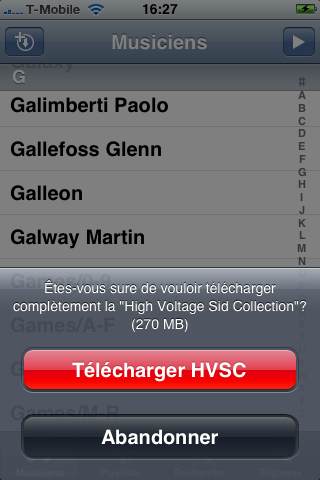 T-Mobile 16:27
Musiciens
Galaxy
G
Galimberti Paolo
Gallefoss Glenn
Galleon
Galway Martin
Games/0-9
Games/A-F
Games/M-R
#
A
B
C
D
E
F
G
H
I
J
K
L
M
N
Êtes-vous sure de vouloir télécharger
complètement la "High Voltage Sid Collection"?
(270 MB)
Télécharger HVSC
Abandonner
Musiciens